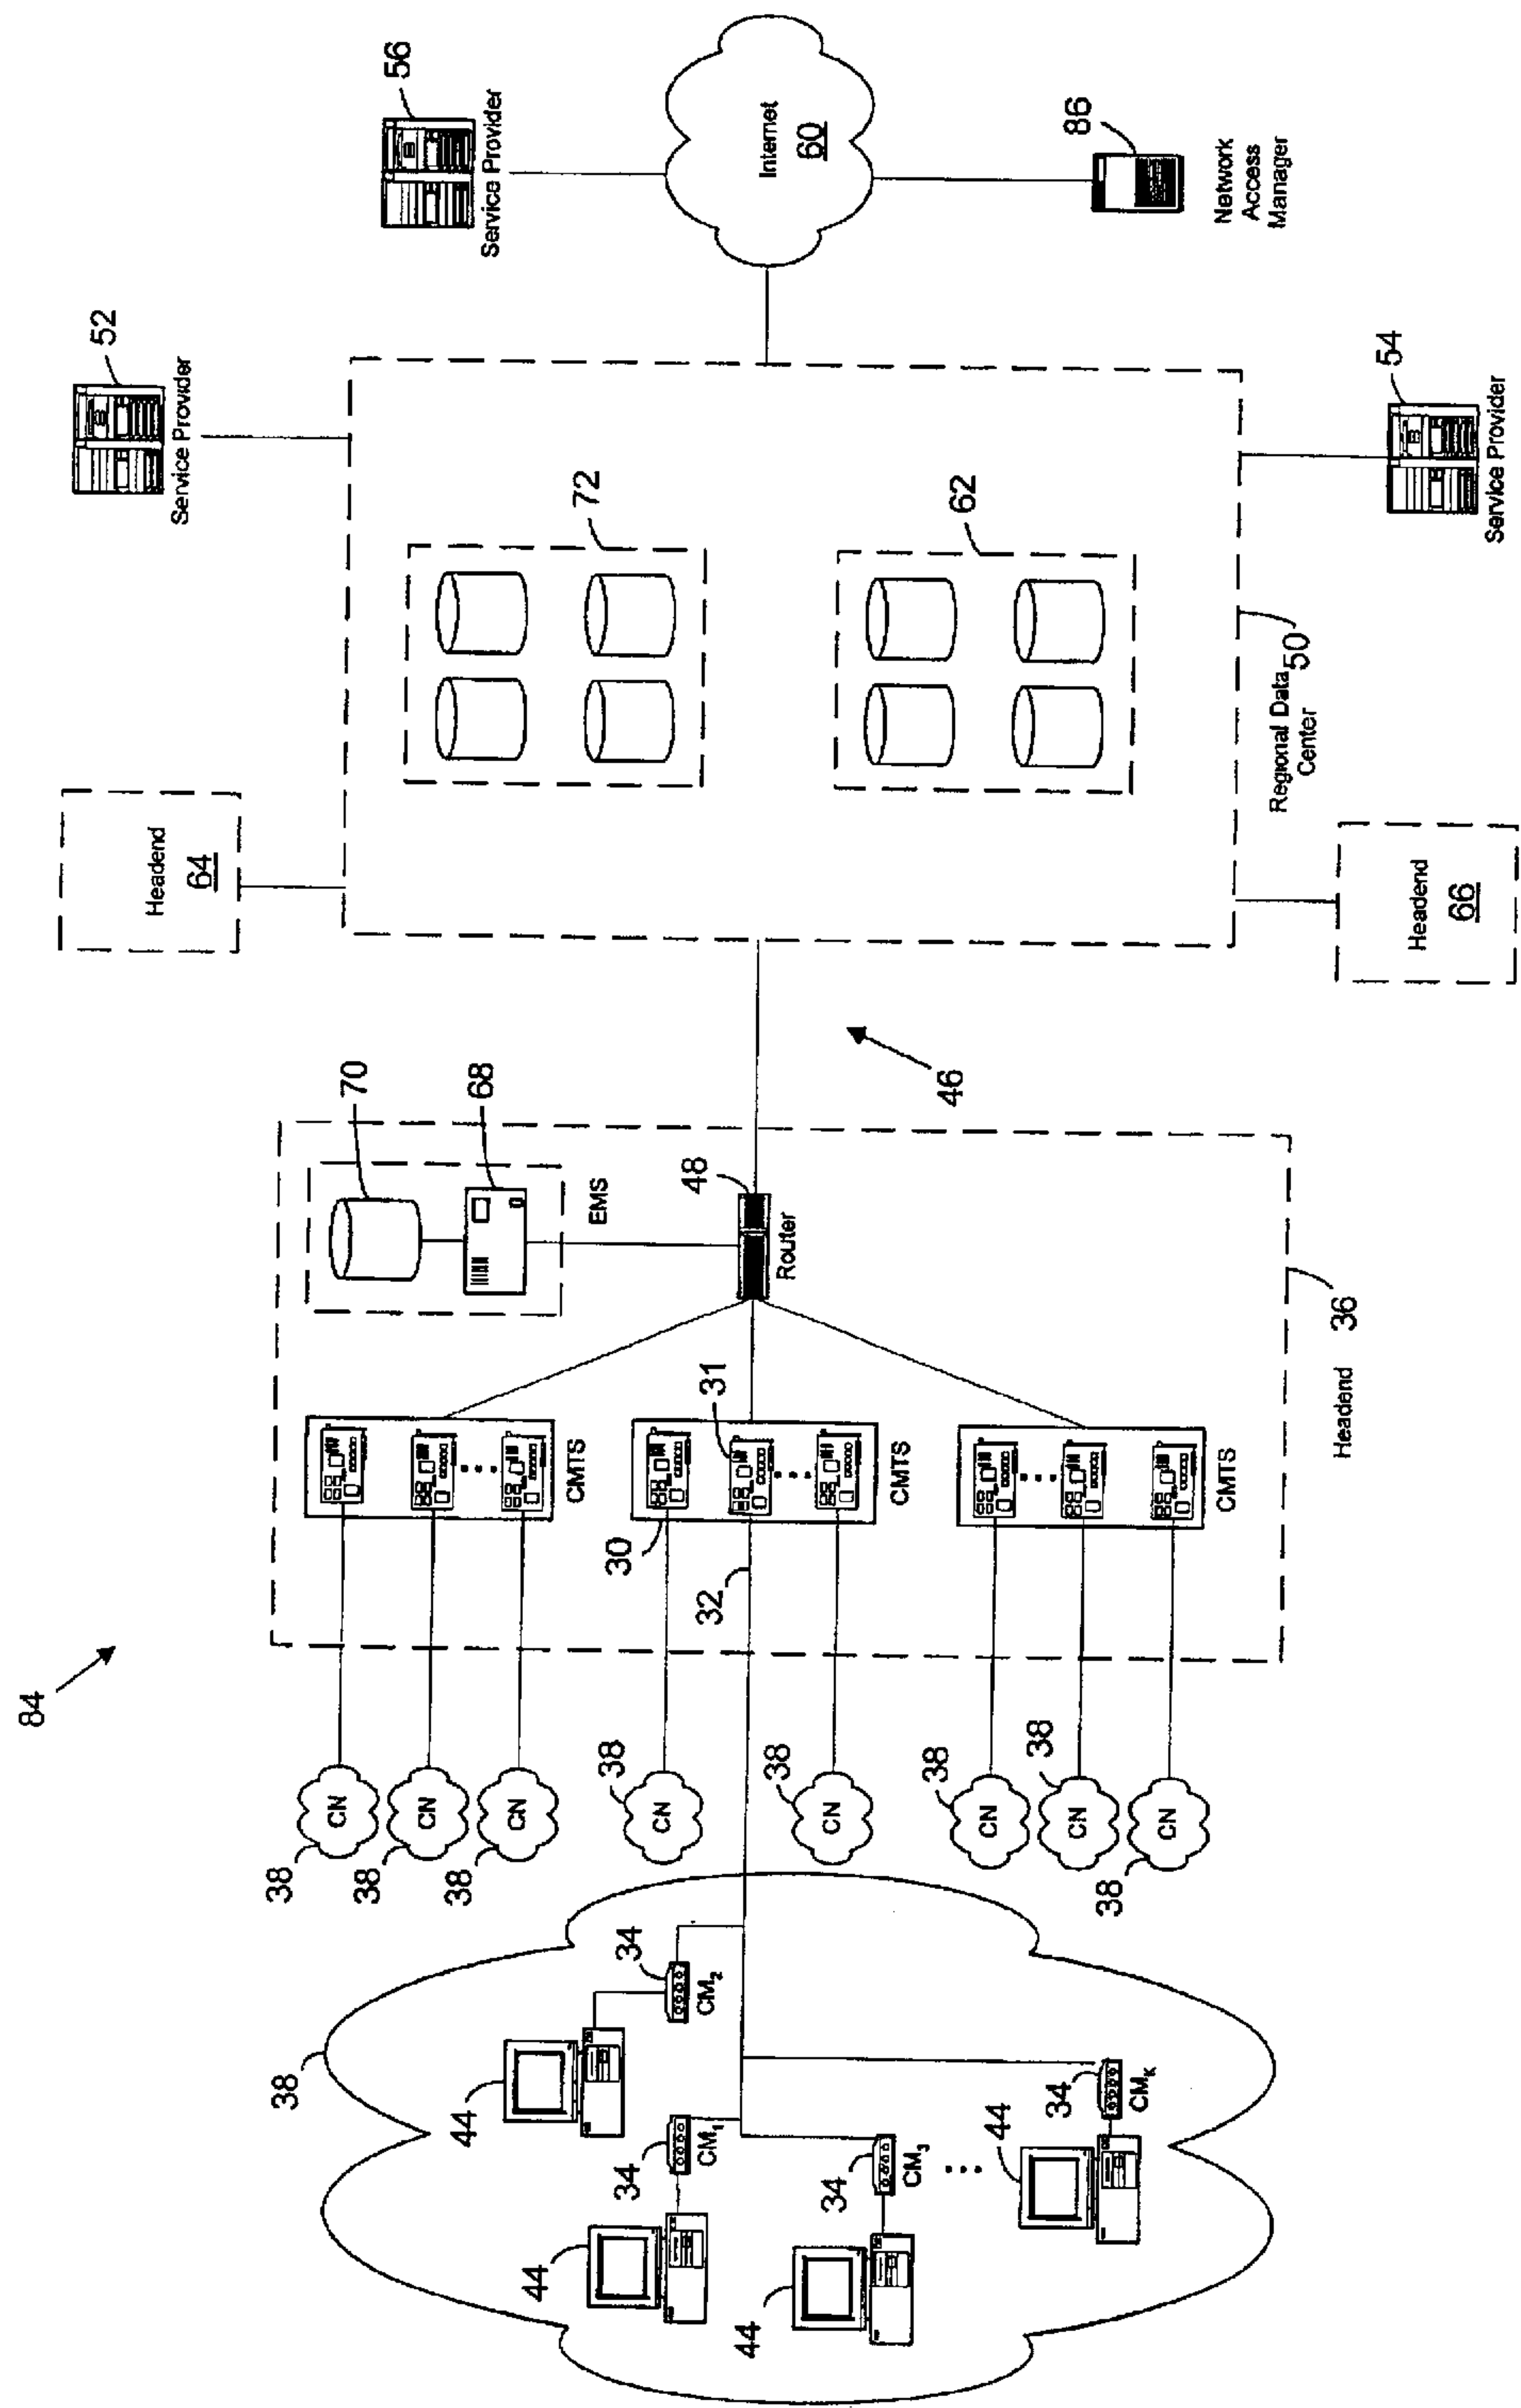 84
38
44
34
CM₂
44
34
CM₁
44
34
CM₃
44
34
CMₖ
38
CN
38
CN
38
CN
38
CN
38
CN
38
CN
38
CN
38
CN
38
CMTS
30
32
31
CMTS
CMTS
70
68
EMS
48
Router
Headend
36
46
Headend
64
Headend
66
72
62
Regional Data
Center
50
52
Service Provider
54
Service Provider
56
Service Provider
Internet
60
86
Network
Access
Manager